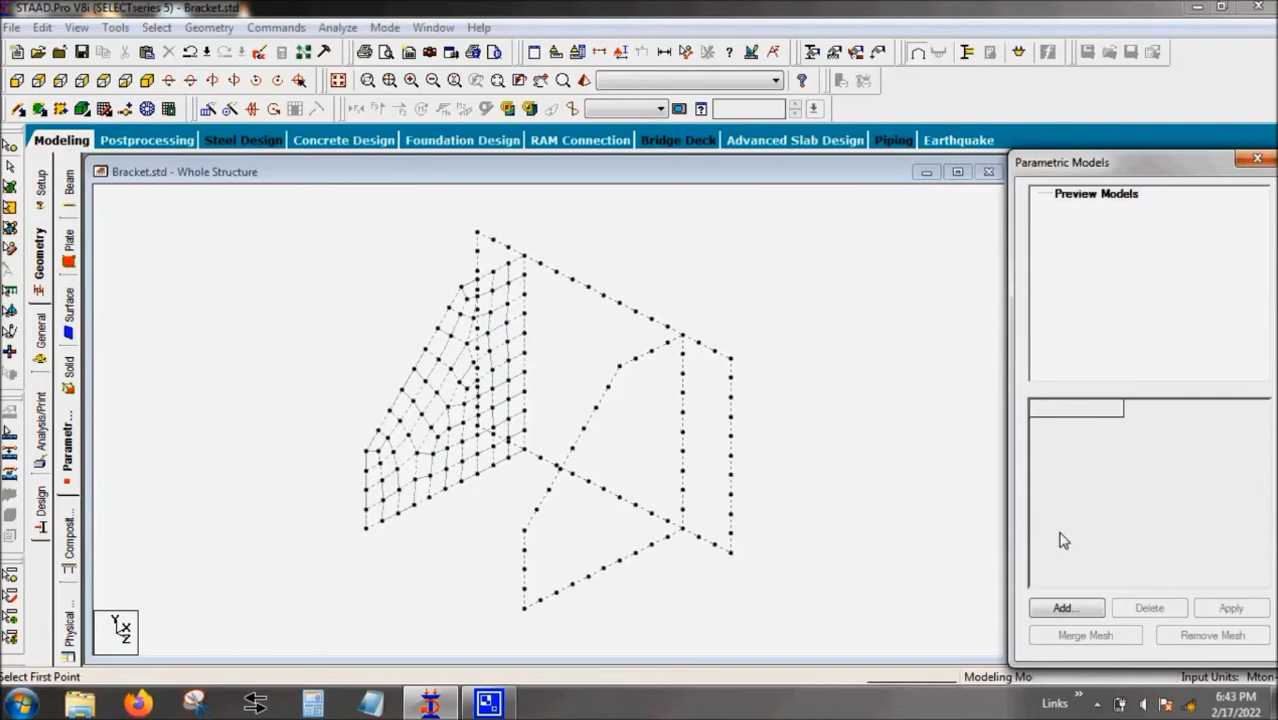 STAAD.Pro V8i (SELECTseries 5) - Bracket.std
File Edit View Tools Select Geometry Commands Analyze Mode Window Help
Modeling Postprocessing Steel Design Concrete Design Foundation Design RAM Connection Bridge Deck Advanced Slab Design Piping Earthquake
Setup
Geometry
General
Analysis/Print
Design
Beam
Plate
Surface
Solid
Parametr...
Composit...
Physical ...
Bracket.std - Whole Structure
Y
X
Z
Parametric Models
Preview Models
Add... Delete Apply
Merge Mesh Remove Mesh
Select First Point
Modeling Mo
Input Units: Mton-
Links
6:43 PM
2/17/2022